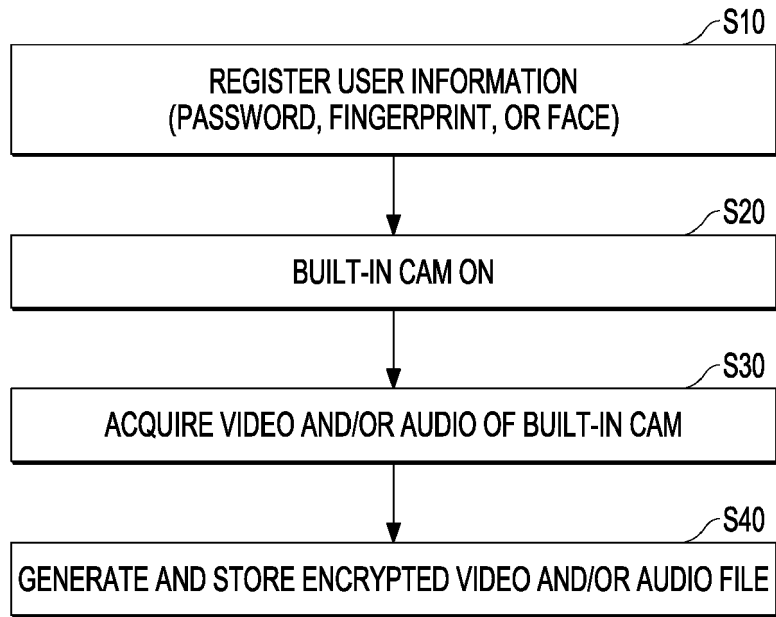 S10
REGISTER USER INFORMATION
(PASSWORD, FINGERPRINT, OR FACE)
S20
BUILT-IN CAM ON
S30
ACQUIRE VIDEO AND/OR AUDIO OF BUILT-IN CAM
S40
GENERATE AND STORE ENCRYPTED VIDEO AND/OR AUDIO FILE